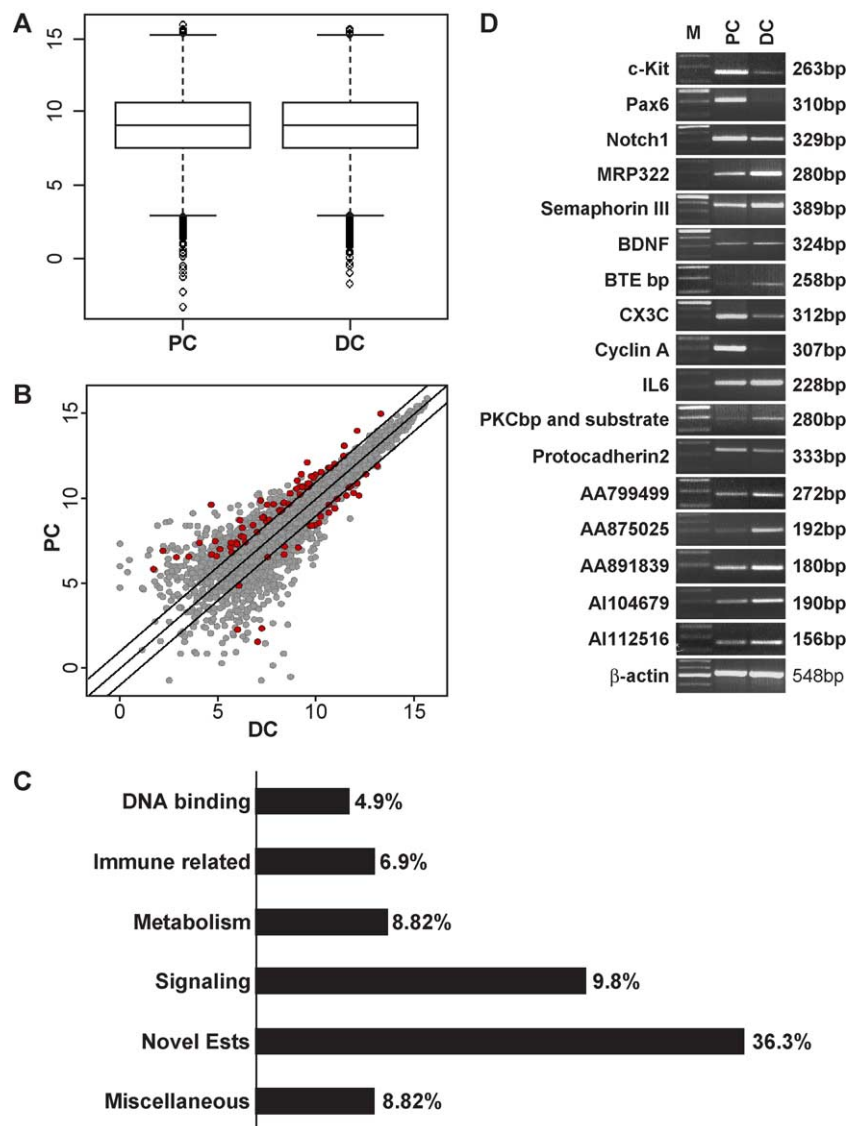 A
15
10
5
0
PC DC
B
15
10
5
0
PC
0 5 10 15
DC
C
DNA binding 4.9%
Immune related 6.9%
Metabolism 8.82%
Signaling 9.8%
Novel Ests 36.3%
Miscellaneous 8.82%
D
M PC DC
c-Kit 263bp
Pax6 310bp
Notch1 329bp
MRP322 280bp
Semaphorin III 389bp
BDNF 324bp
BTE bp 258bp
CX3C 312bp
Cyclin A 307bp
IL6 228bp
PKCbp and substrate 280bp
Protocadherin2 333bp
AA799499 272bp
AA875025 192bp
AA891839 180bp
AI104679 190bp
AI112516 156bp
β-actin 548bp